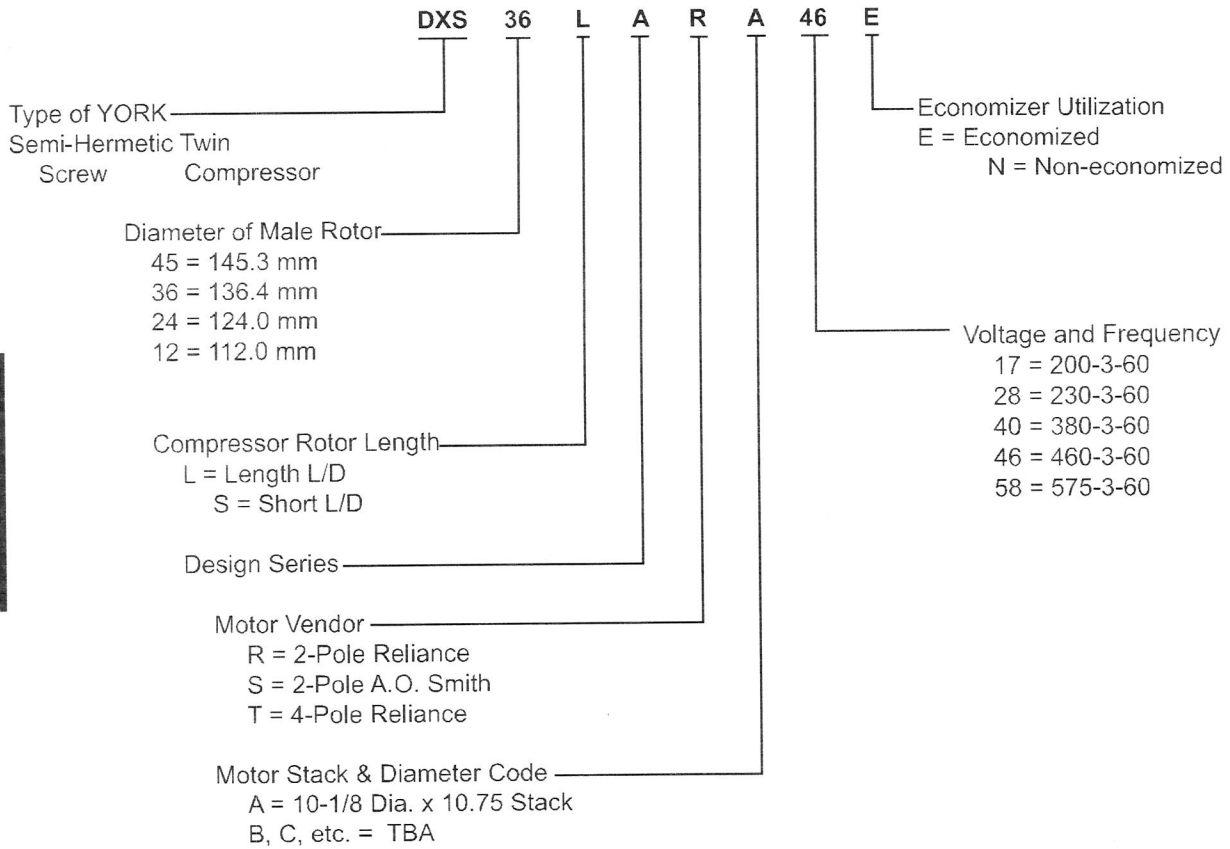 DXS 36 L A R A 46 E
Type of YORK
Semi-Hermetic Twin
Screw Compressor
Economizer Utilization
E = Economized
N = Non-economized
Diameter of Male Rotor
45 = 145.3 mm
36 = 136.4 mm
24 = 124.0 mm
12 = 112.0 mm
Voltage and Frequency
17 = 200-3-60
28 = 230-3-60
40 = 380-3-60
46 = 460-3-60
58 = 575-3-60
Compressor Rotor Length
L = Length L/D
S = Short L/D
Design Series
Motor Vendor
R = 2-Pole Reliance
S = 2-Pole A.O. Smith
T = 4-Pole Reliance
Motor Stack & Diameter Code
A = 10-1/8 Dia. x 10.75 Stack
B, C, etc. = TBA